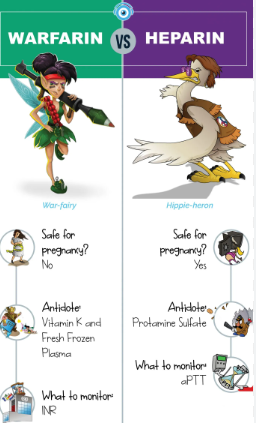 WARFARIN VS HEPARIN
War-fairy
Hippie-heron
Safe for
pregnancy?
No
Safe for
pregnancy?
Yes
Antidote:
Vitamin K and
Fresh Frozen
Plasma
Antidote:
Protamine Sulfate
What to monitor:
aPTT
What to monitor:
INR